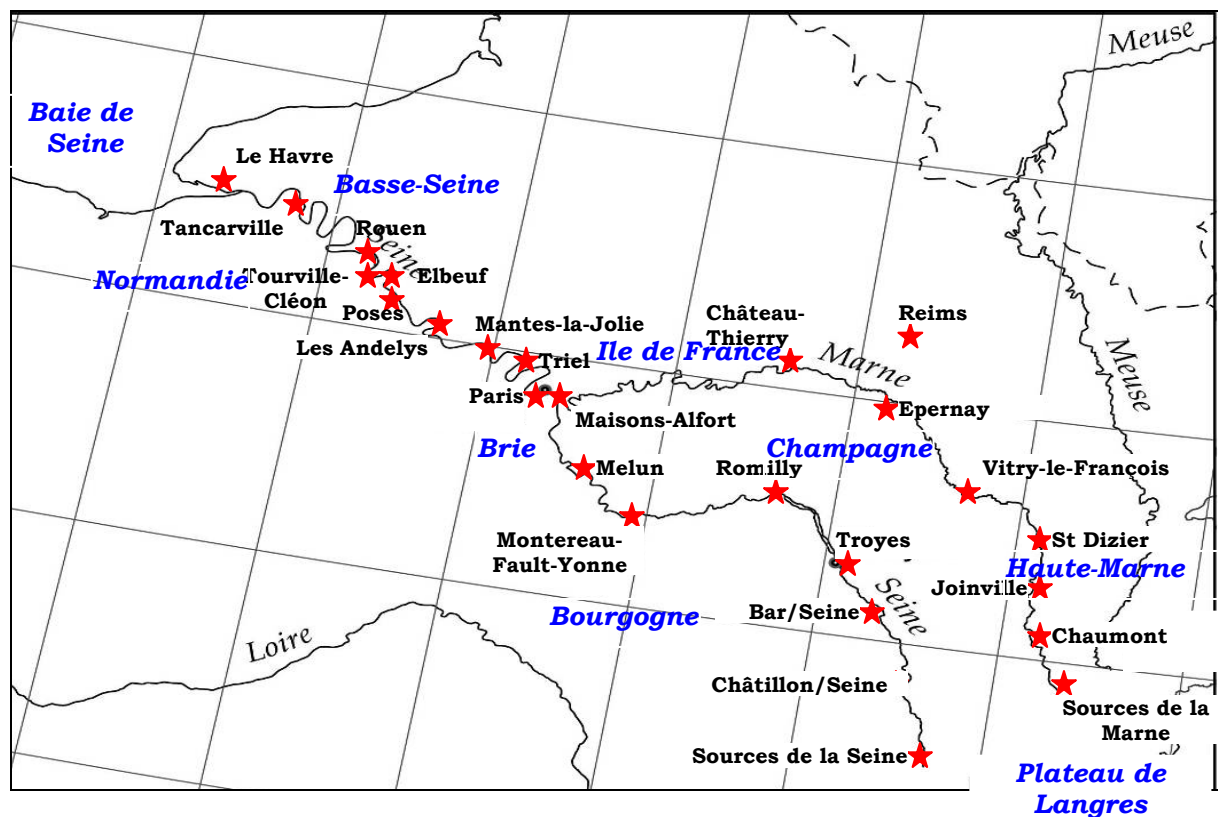 Meuse
Baie de
Seine
Le Havre
Basse-Seine
Tancarville
Rouen
Seine
Normandie
Tourville-
Cléon
Elbeuf
Poses
Château-
Thierry
Reims
Mantes-la-Jolie
Les Andelys
Triel
Ile de France
Marne
Meuse
Paris
Maisons-Alfort
Epernay
Brie
Champagne
Melun
Romilly
Vitry-le-François
Montereau-
Fault-Yonne
Troyes
St Dizier
Haute-Marne
Joinville
Seine
Bar/Seine
Bourgogne
Loire
Chaumont
Châtillon/Seine
Sources de la
Marne
Sources de la Seine
Plateau de
Langres